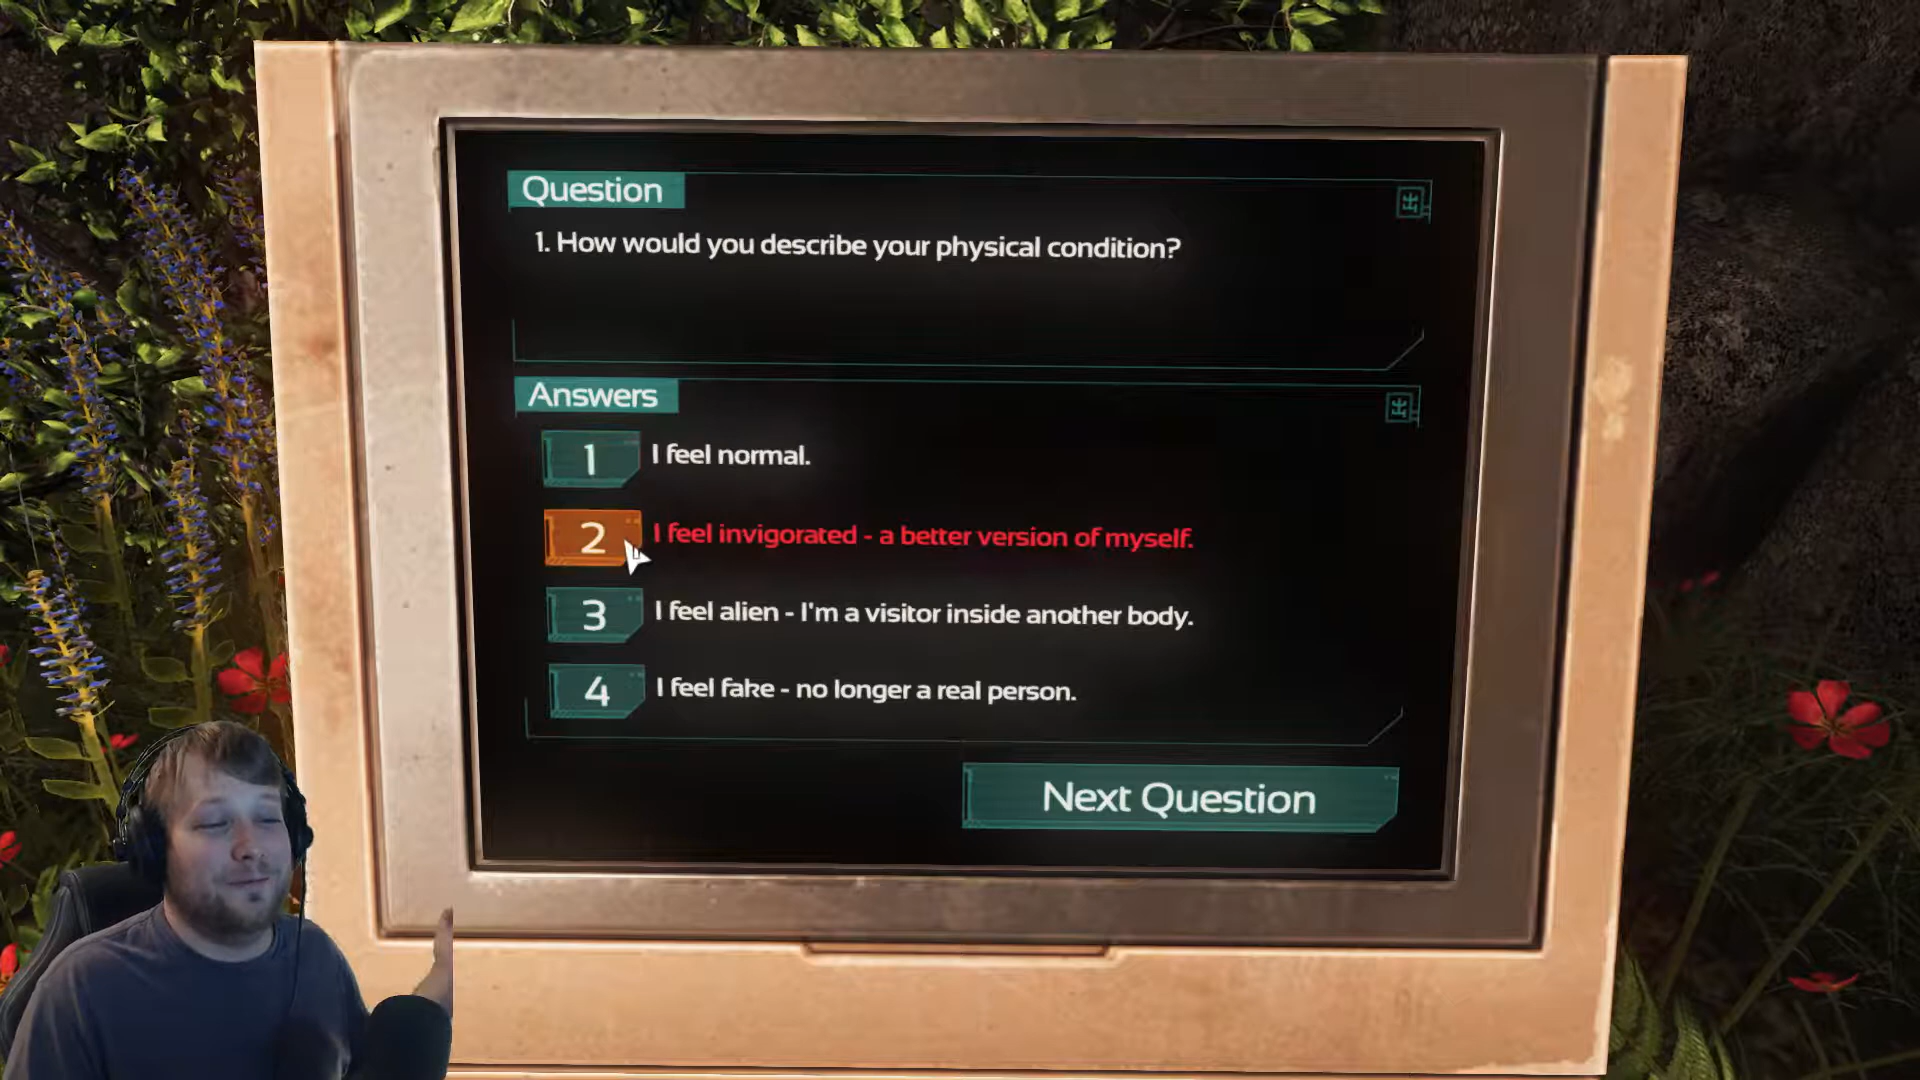 Question
1. How would you describe your physical condition?
Answers
1 I feel normal.
2 I feel invigorated - a better version of myself.
3 I feel alien - I'm a visitor inside another body.
4 I feel fake - no longer a real person.
Next Question